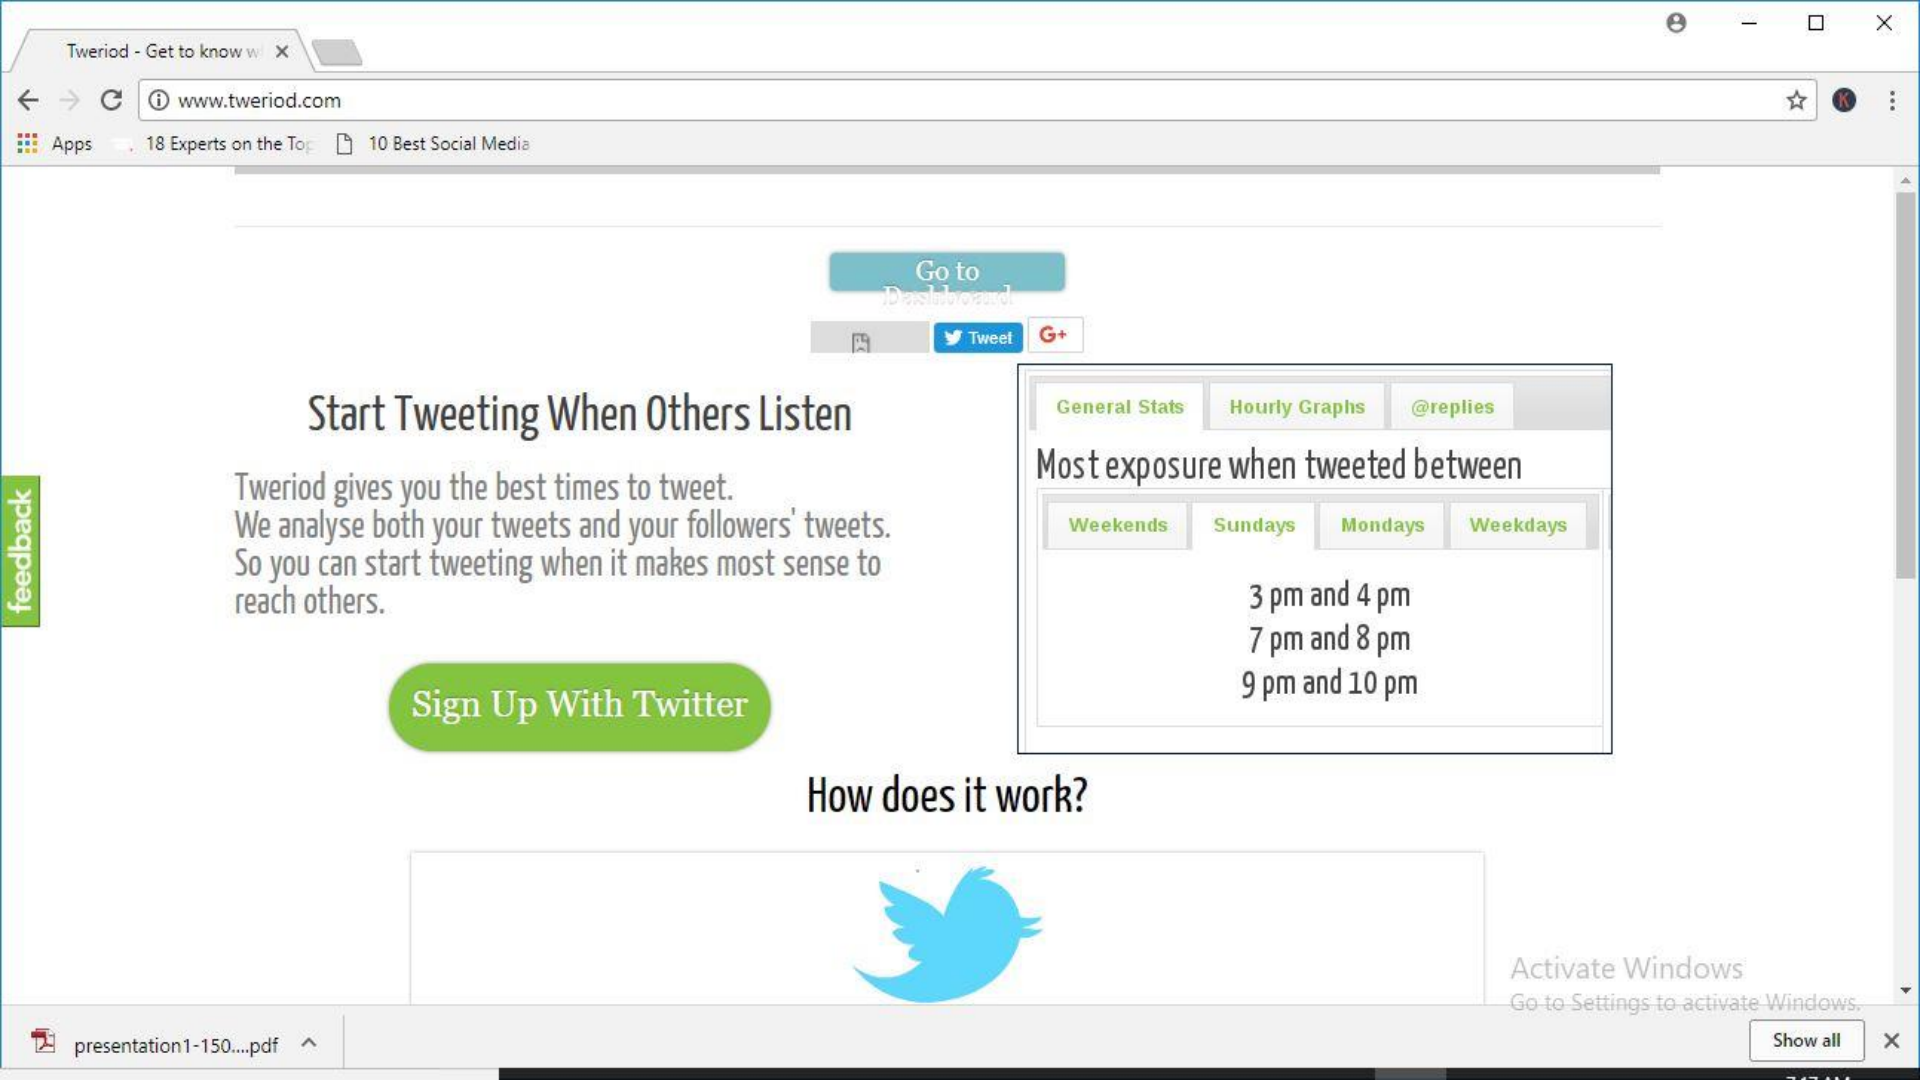 Tweriod - Get to know w
www.tweriod.com
Apps
18 Experts on the Top
10 Best Social Media
Go to
Dashboard
Tweet
G+
Start Tweeting When Others Listen
Tweriod gives you the best times to tweet.
We analyse both your tweets and your followers' tweets.
So you can start tweeting when it makes most sense to
reach others.
Sign Up With Twitter
General Stats
Hourly Graphs
@replies
Most exposure when tweeted between
Weekends
Sundays
Mondays
Weekdays
3 pm and 4 pm
7 pm and 8 pm
9 pm and 10 pm
feedback
How does it work?
Activate Windows
Go to Settings to activate Windows.
presentation1-150....pdf
Show all